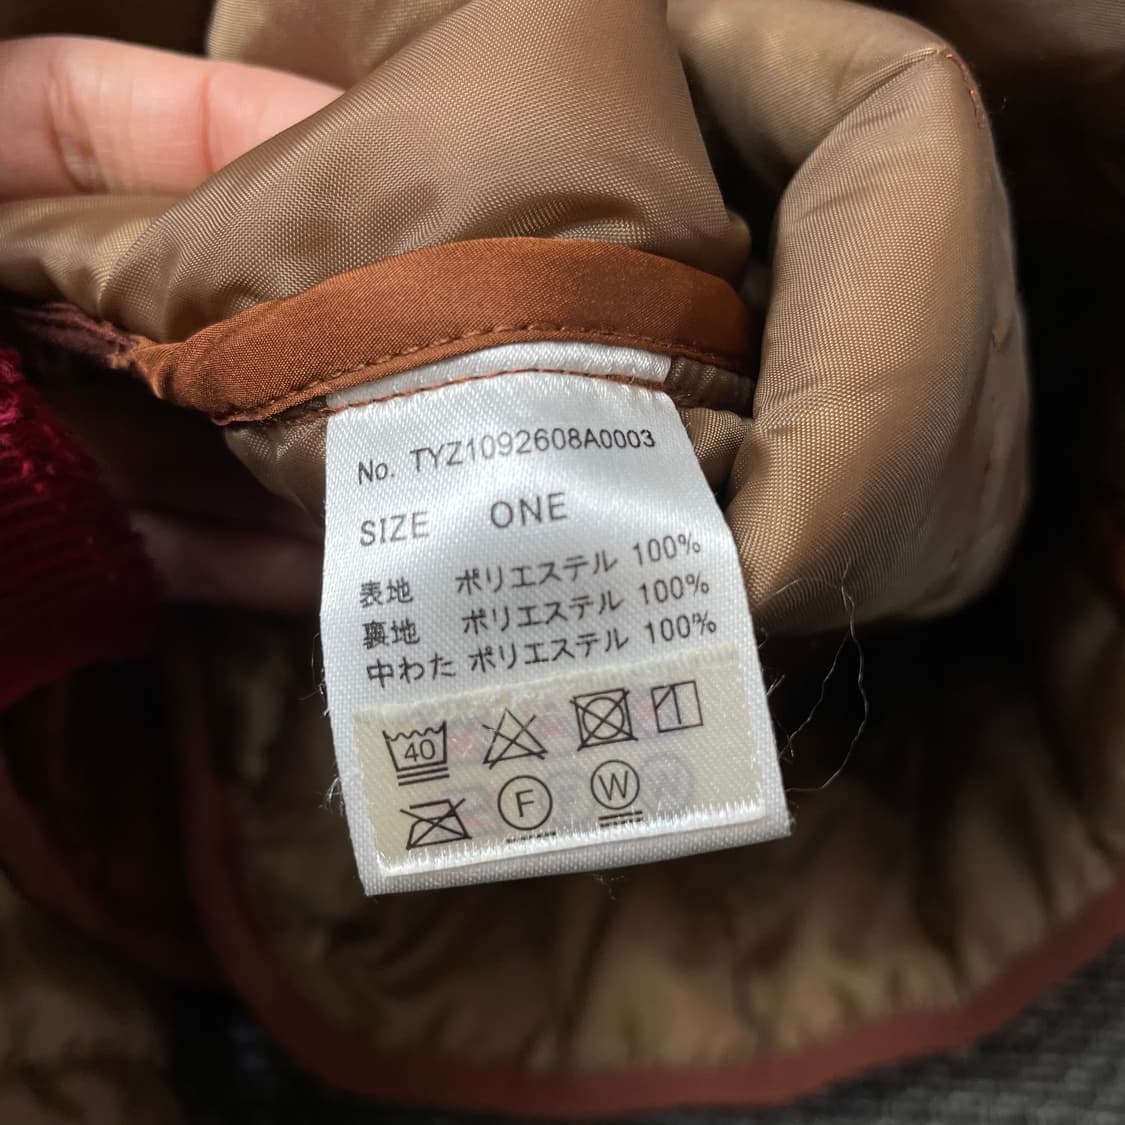 No. TYZ1092608A0003
SIZE ONE
表地 ポリエステル 100%
裏地 ポリエステル 100%
中わた ポリエステル 100%
40
F W